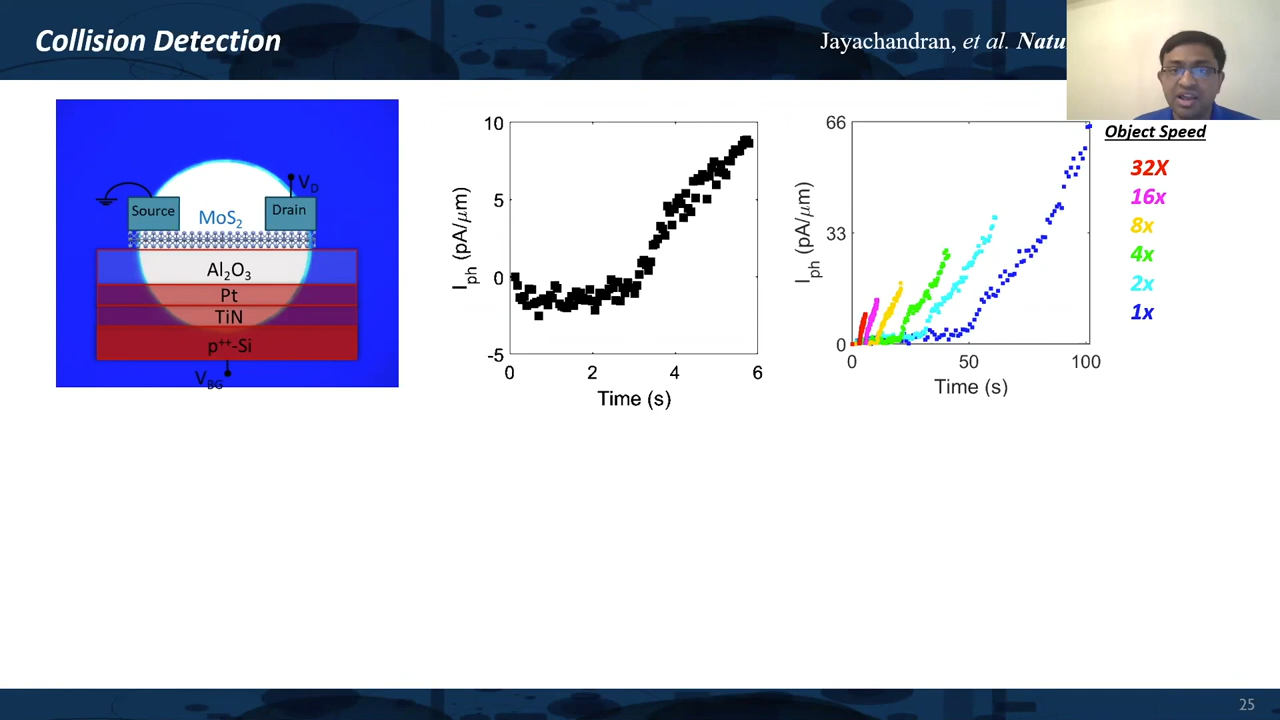 Collision Detection
Jayachandran, et al.
Source
MoS2
Drain
VD
Al2O3
Pt
TiN
p++-Si
VBG
10
5
0
-5
0 2 4 6
Iph (pA/μm)
Time (s)
66
33
0
0 50 100
Iph (pA/μm)
Time (s)
Object Speed
32X
16x
8x
4x
2x
1x
25